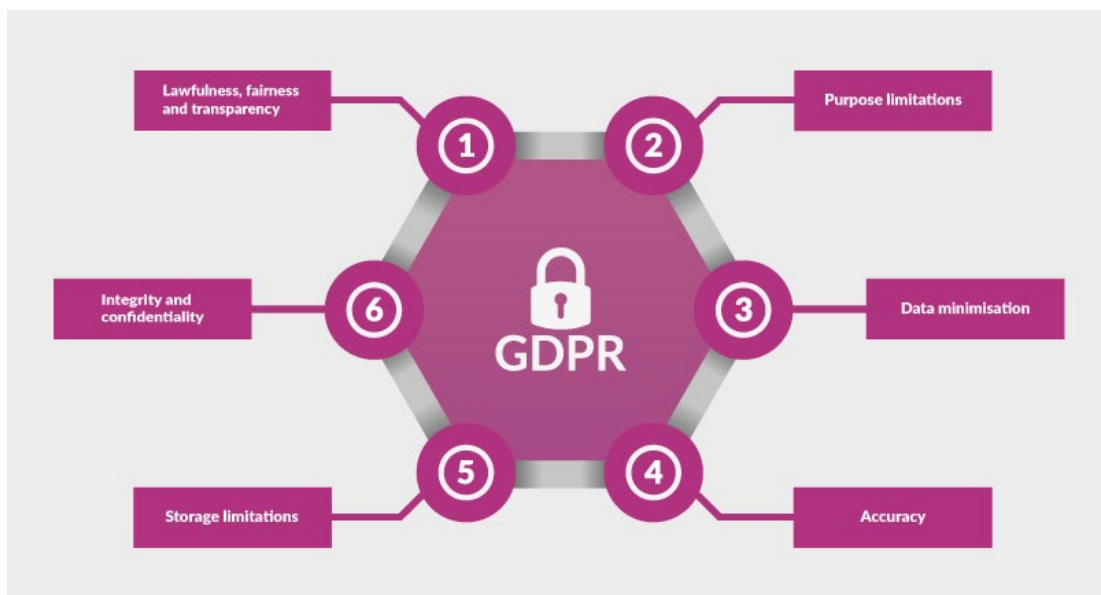 Lawfulness, fairness
and transparency
1
2
Purpose limitations
Integrity and
confidentiality
6
GDPR
3
Data minimisation
Storage limitations
5
4
Accuracy